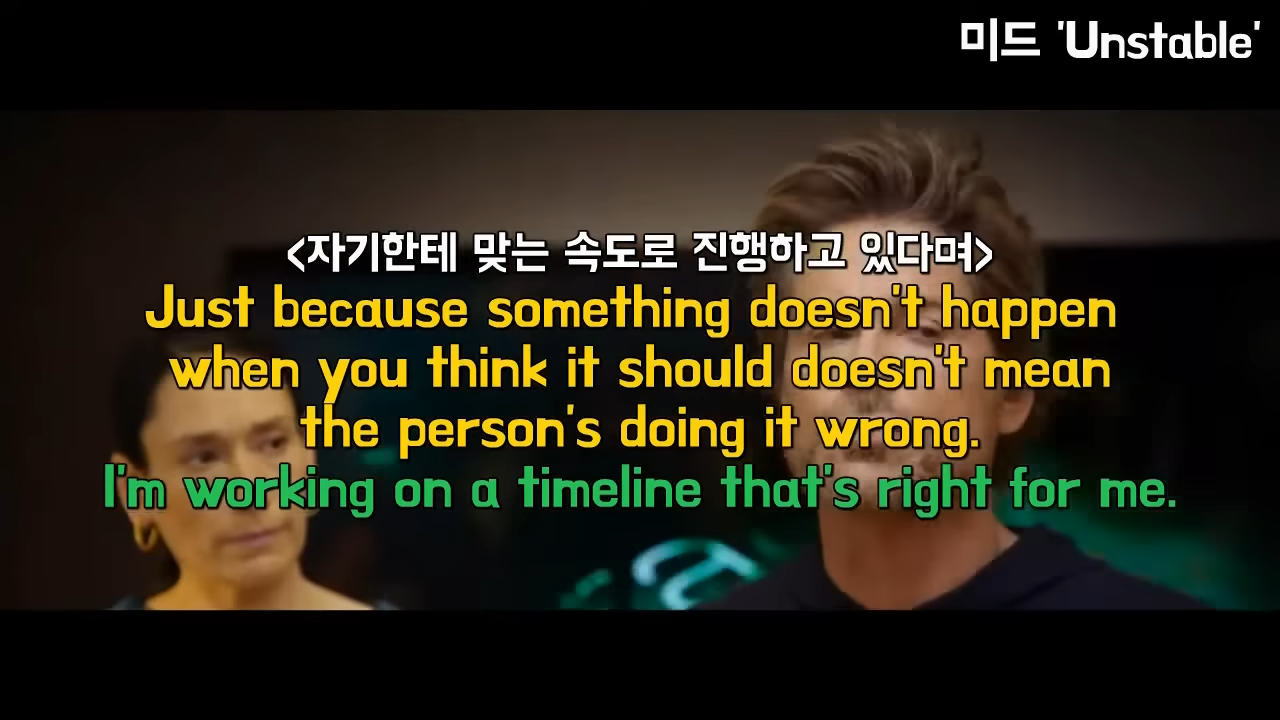 미드 'Unstable'
<자기한테 맞는 속도로 진행하고 있다며>
Just because something doesn't happen
when you think it should doesn't mean
the person's doing it wrong.
I'm working on a timeline that's right for me.